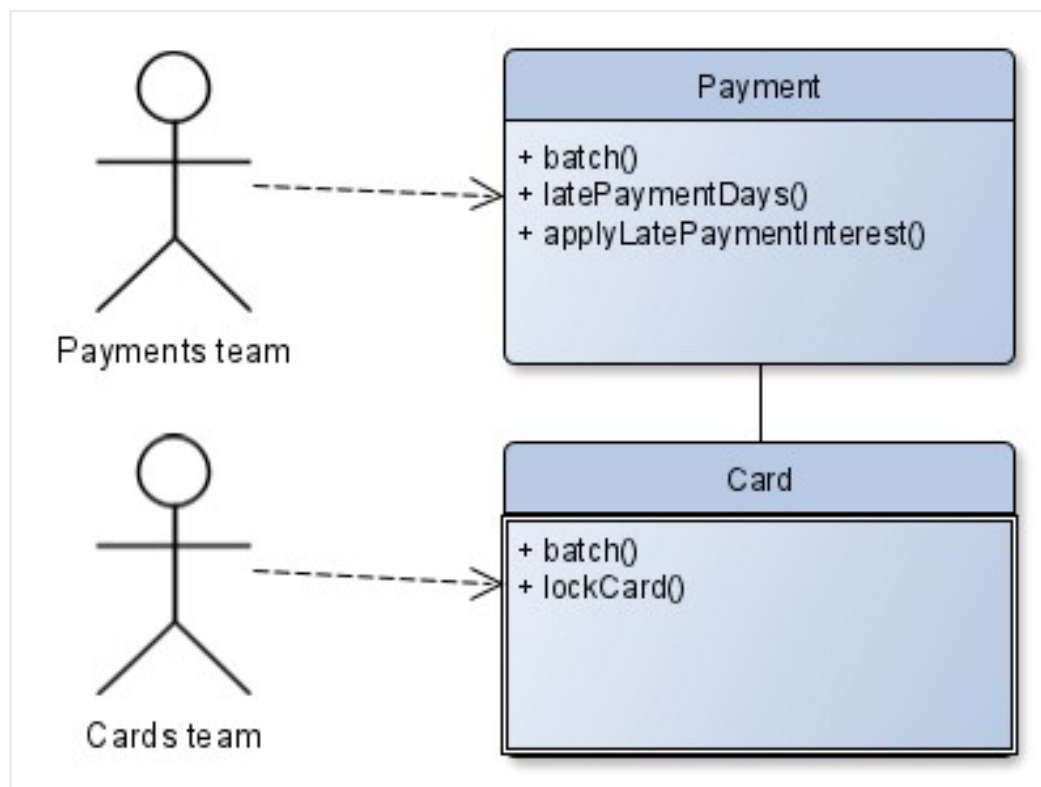 Payment
+ batch()
+ latePaymentDays()
+ applyLatePaymentInterest()
Payments team
Card
+ batch()
+ lockCard()
Cards team